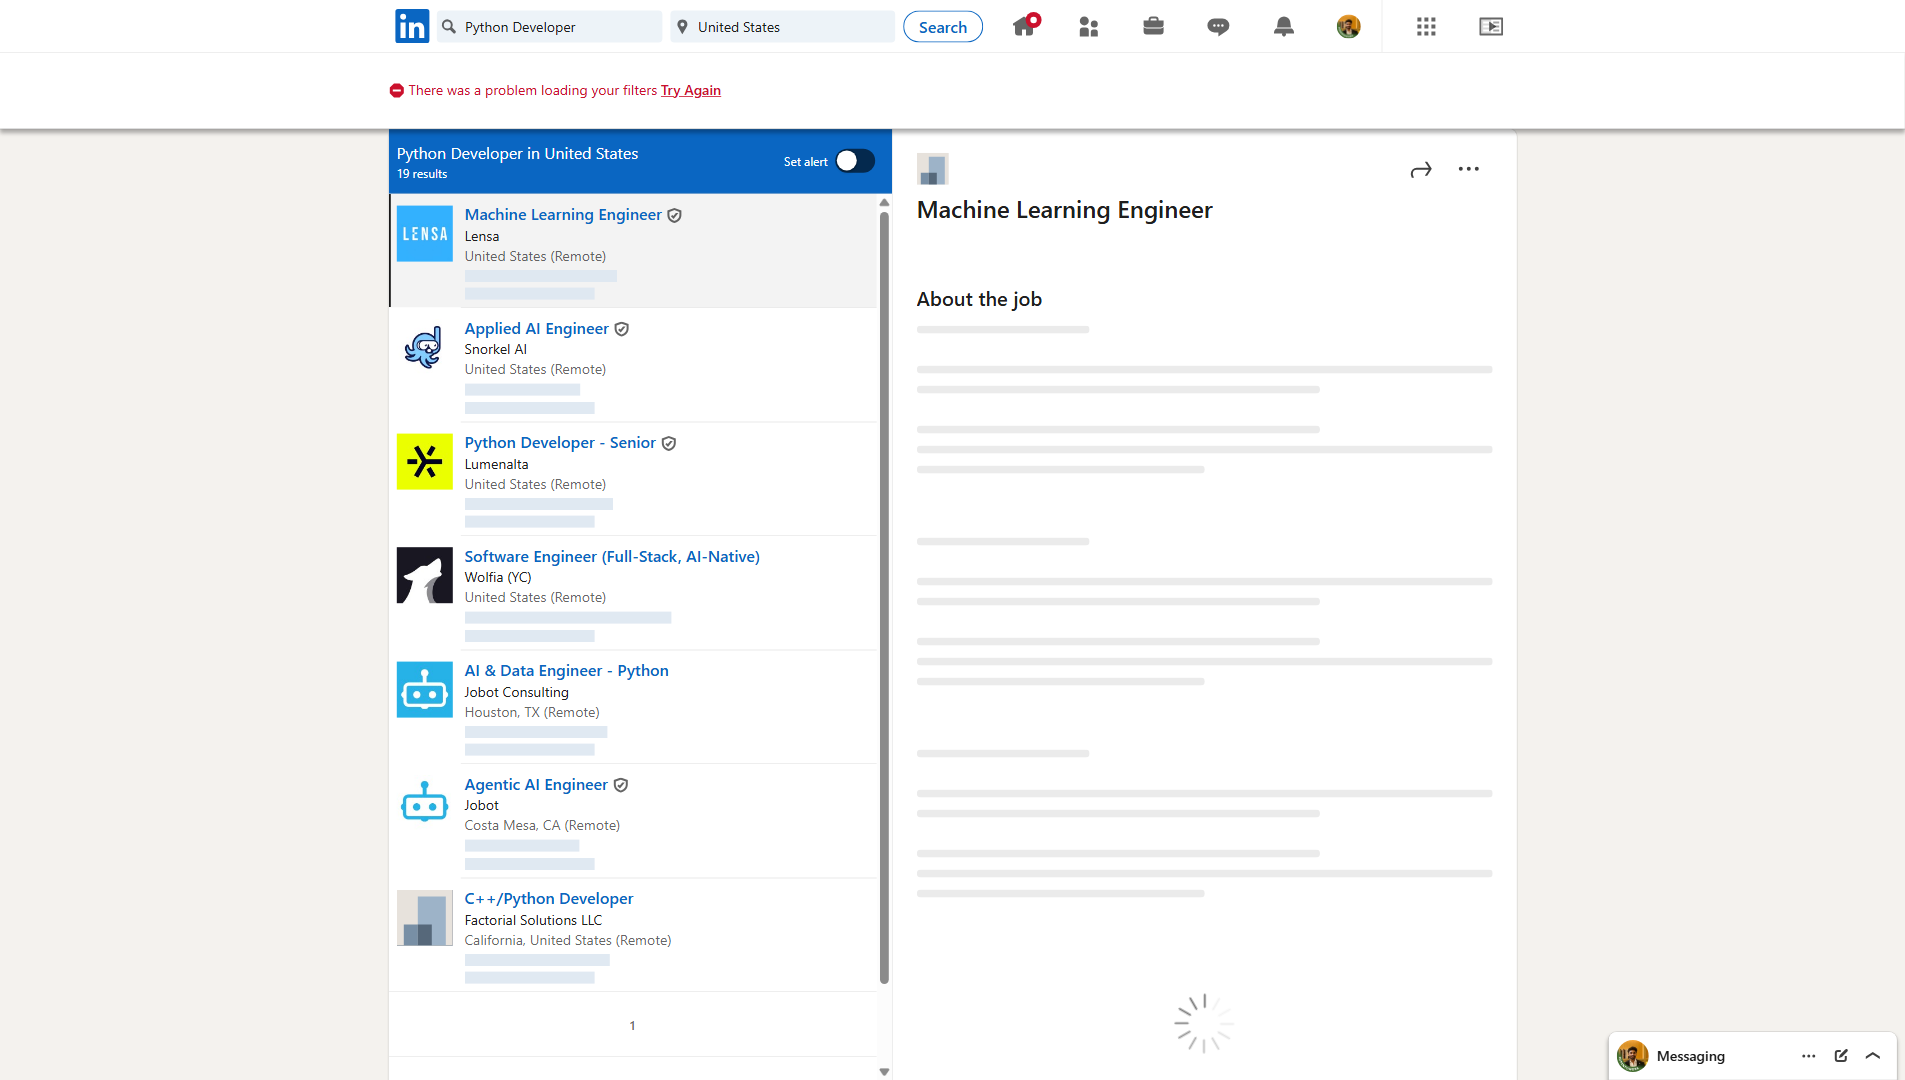 in
Python Developer
United States
Search
There was a problem loading your filters Try Again
Python Developer in United States
19 results
Set alert
LENSA
Machine Learning Engineer
Lensa
United States (Remote)
Applied AI Engineer
Snorkel AI
United States (Remote)
Python Developer - Senior
Lumenalta
United States (Remote)
Software Engineer (Full-Stack, AI-Native)
Wolfia (YC)
United States (Remote)
AI & Data Engineer - Python
Jobot Consulting
Houston, TX (Remote)
Agentic AI Engineer
Jobot
Costa Mesa, CA (Remote)
C++/Python Developer
Factorial Solutions LLC
California, United States (Remote)
1
Machine Learning Engineer
About the job
Messaging